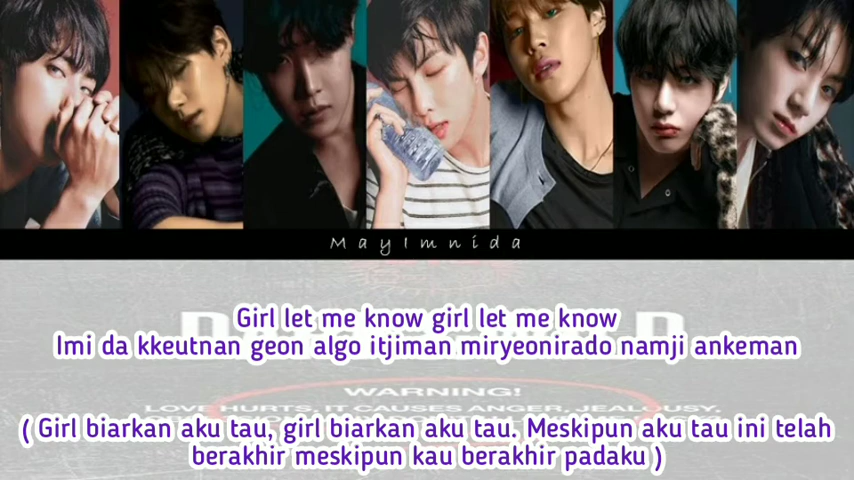 MayImnida
Girl let me know girl let me know
Imi da kkeutnan geon algo itjiman miryeonirado namji ankeman
WARNING!
LOVE HURTS, IT CAUSES ANGER, JEALOUSY,
( Girl biarkan aku tau, girl biarkan aku tau. Meskipun aku tau ini telah
berakhir meskipun kau berakhir padaku )